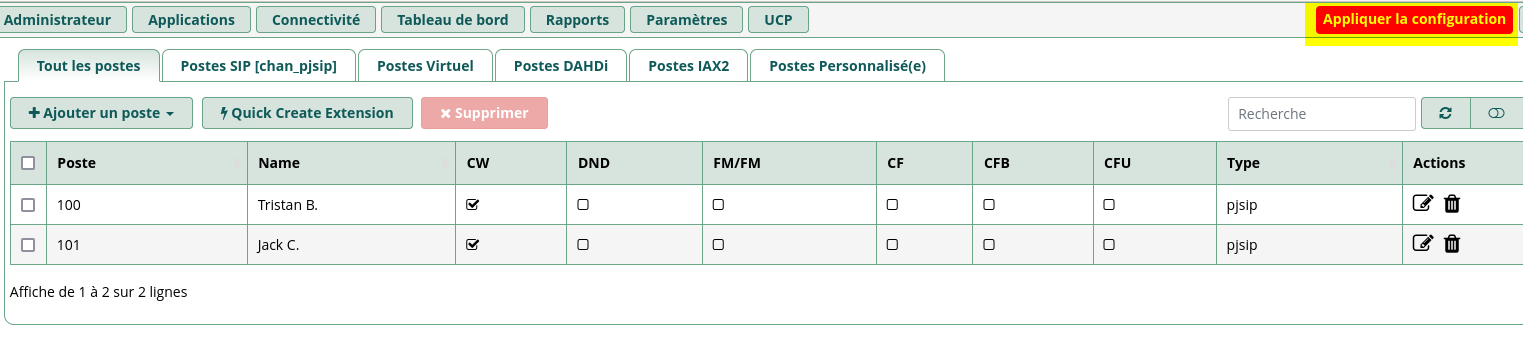 Administrateur Applications Connectivité Tableau de bord Rapports Paramètres UCP Appliquer la configuration
Tout les postes Postes SIP [chan_pjsip] Postes Virtuel Postes DAHDi Postes IAX2 Postes Personnalisé(e)
Ajouter un poste Quick Create Extension Supprimer Recherche
Poste Name CW DND FM/FM CF CFB CFU Type Actions
100 Tristan B. pjsip
101 Jack C. pjsip
Affiche de 1 à 2 sur 2 lignes